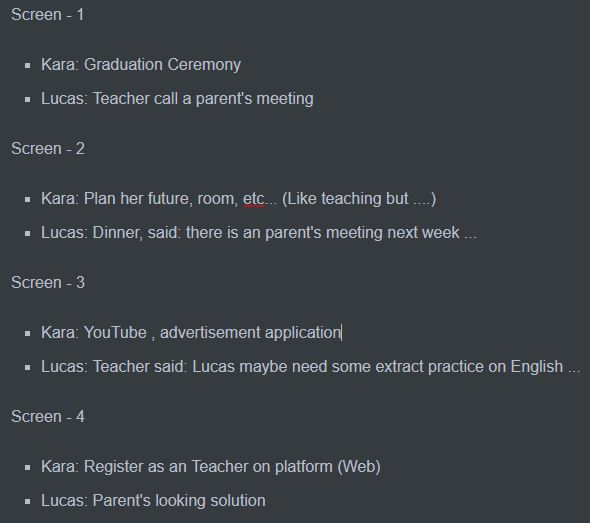 Screen - 1
Kara: Graduation Ceremony
Lucas: Teacher call a parent's meeting
Screen - 2
Kara: Plan her future, room, etc... (Like teaching but ....)
Lucas: Dinner, said: there is an parent's meeting next week ...
Screen - 3
Kara: YouTube , advertisement application
Lucas: Teacher said: Lucas maybe need some extract practice on English ...
Screen - 4
Kara: Register as an Teacher on platform (Web)
Lucas: Parent's looking solution